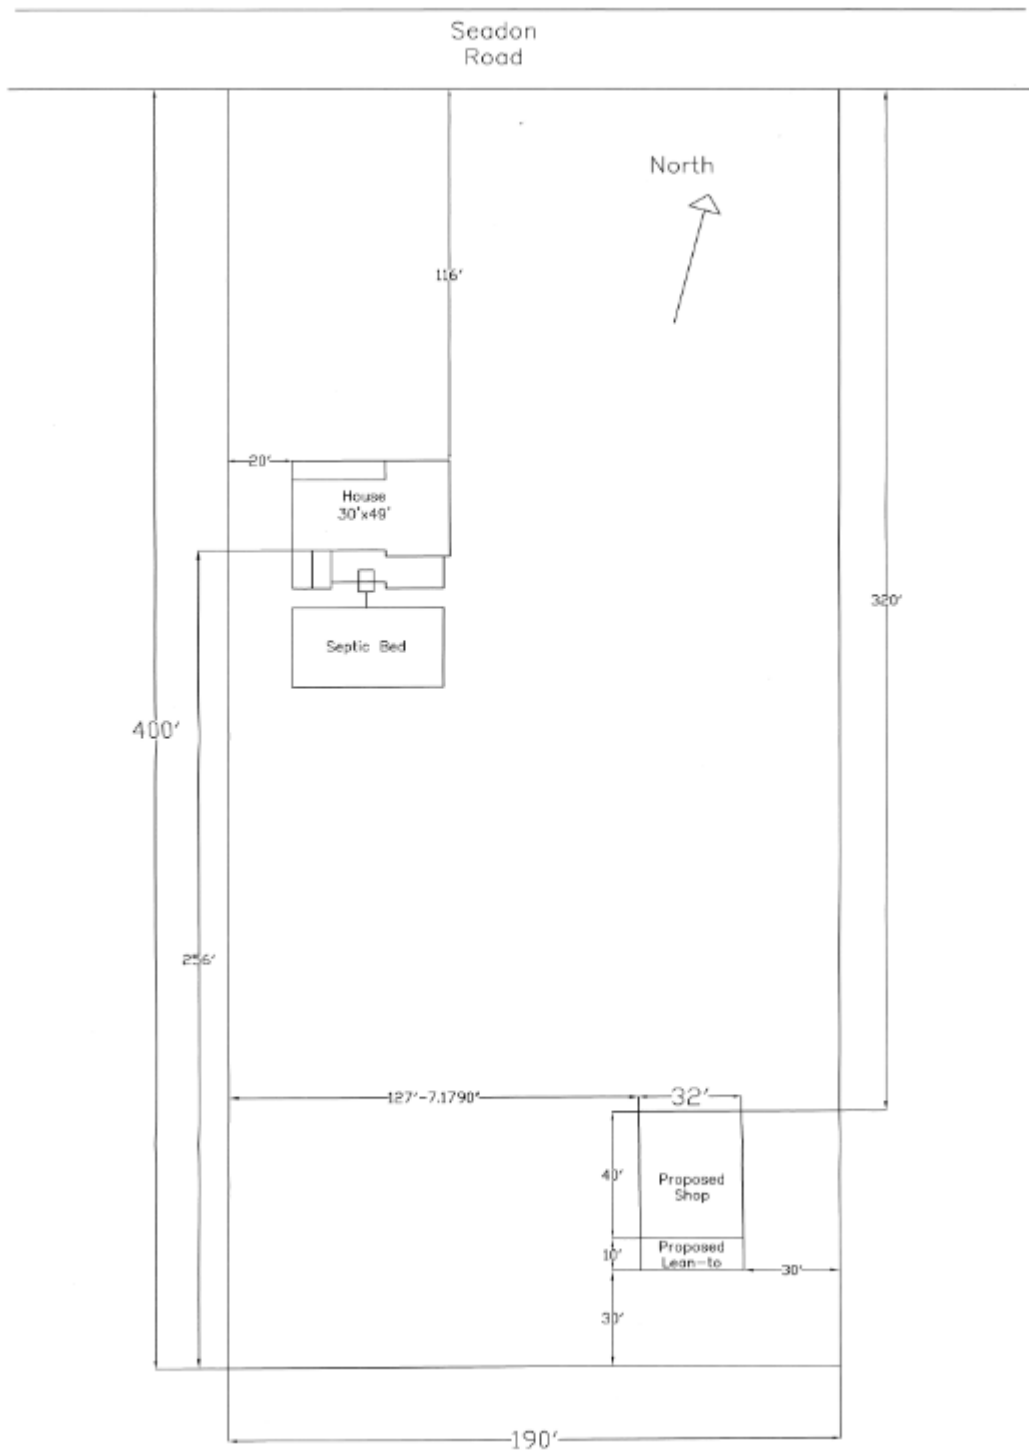 Seadon
Road
North
116'
20'
House
30'x49'
320'
Septic Bed
400'
256'
127'-7.1790"
32'
40'
Proposed
Shop
10'
Proposed
Lean-to
30'
30'
190'